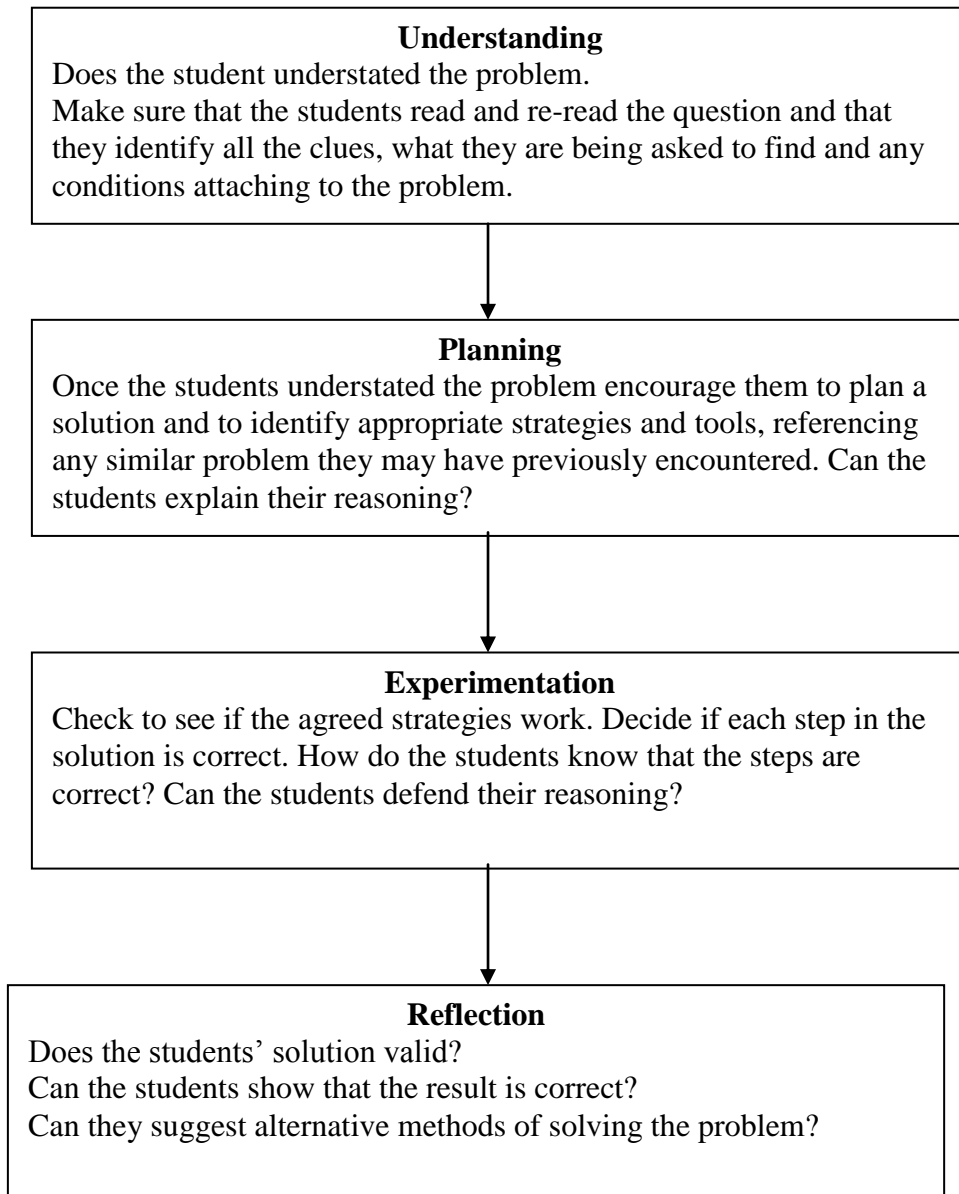 Understanding
Does the student understated the problem.
Make sure that the students read and re-read the question and that
they identify all the clues, what they are being asked to find and any
conditions attaching to the problem.
Planning
Once the students understated the problem encourage them to plan a
solution and to identify appropriate strategies and tools, referencing
any similar problem they may have previously encountered. Can the
students explain their reasoning?
Experimentation
Check to see if the agreed strategies work. Decide if each step in the
solution is correct. How do the students know that the steps are
correct? Can the students defend their reasoning?
Reflection
Does the students’ solution valid?
Can the students show that the result is correct?
Can they suggest alternative methods of solving the problem?